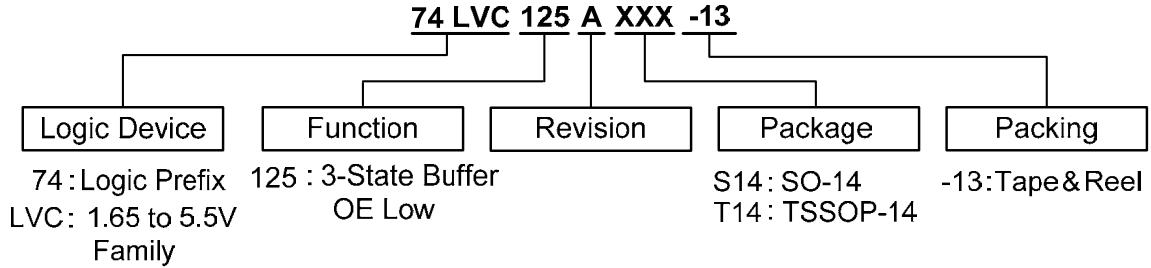 74 LVC 125 A XXX -13
Logic Device
Function
Revision
Package
Packing
74 : Logic Prefix
LVC : 1.65 to 5.5V
Family
125 : 3-State Buffer
OE Low
S14 : SO-14
T14 : TSSOP-14
-13 : Tape & Reel